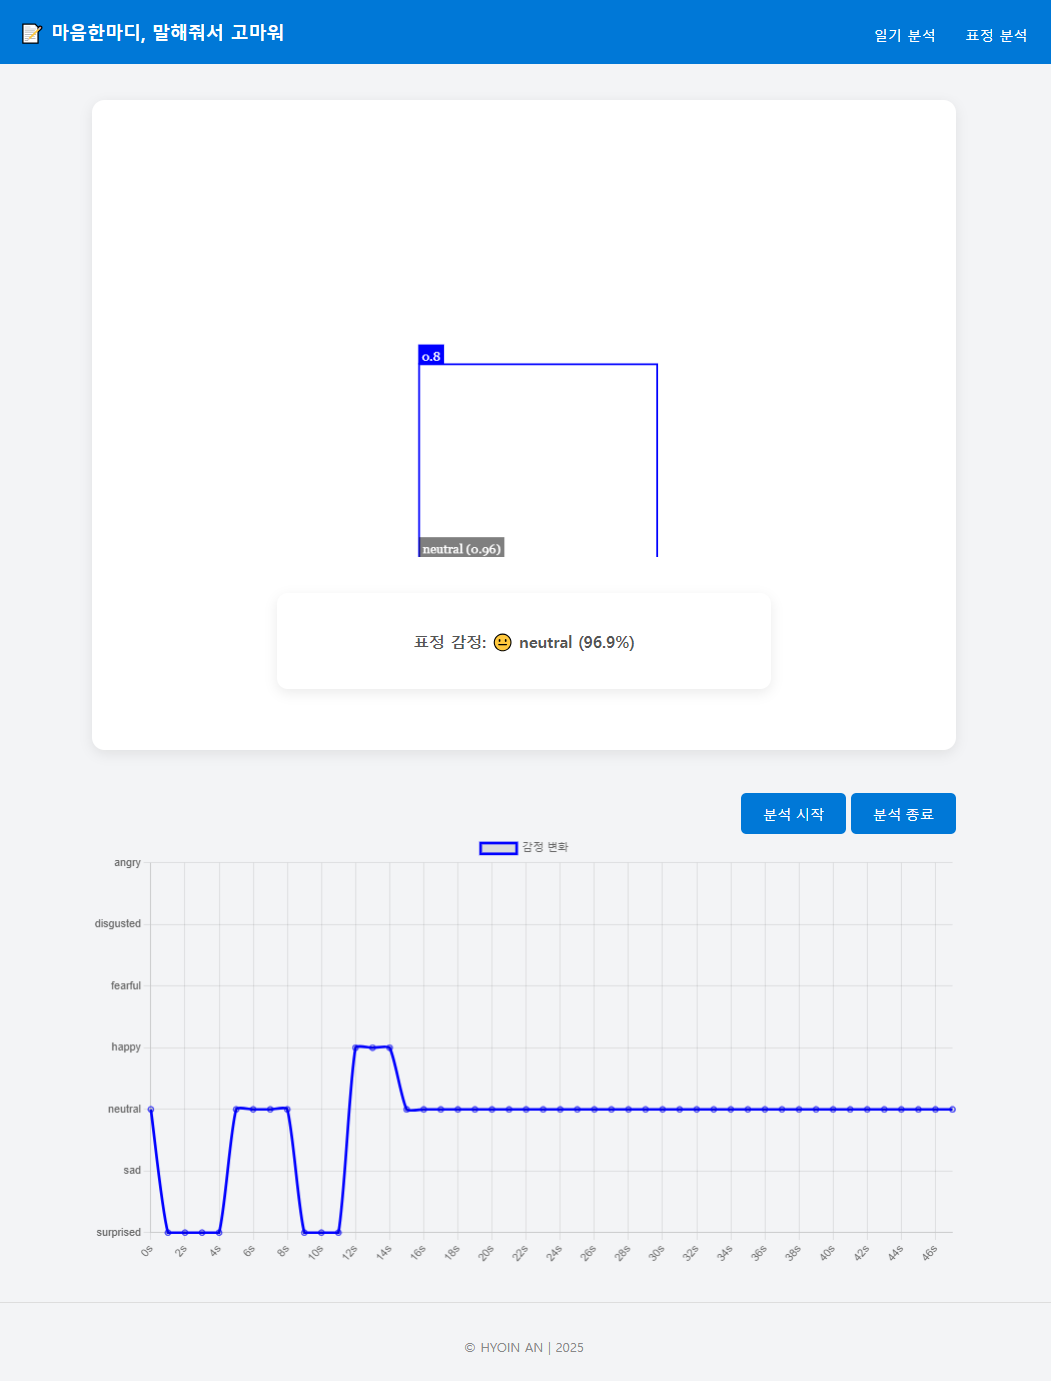 📝 마음한마디, 말해줘서 고마워
일기 분석 표정 분석
0.8
neutral (0.96)
표정 감정: 😐 neutral (96.9%)
분석 시작 분석 종료
감정 변화
angry
disgusted
fearful
happy
neutral
sad
surprised
0s 2s 4s 6s 8s 10s 12s 14s 16s 18s 20s 22s 24s 26s 28s 30s 32s 34s 36s 38s 40s 42s 44s 46s
© HYOIN AN | 2025